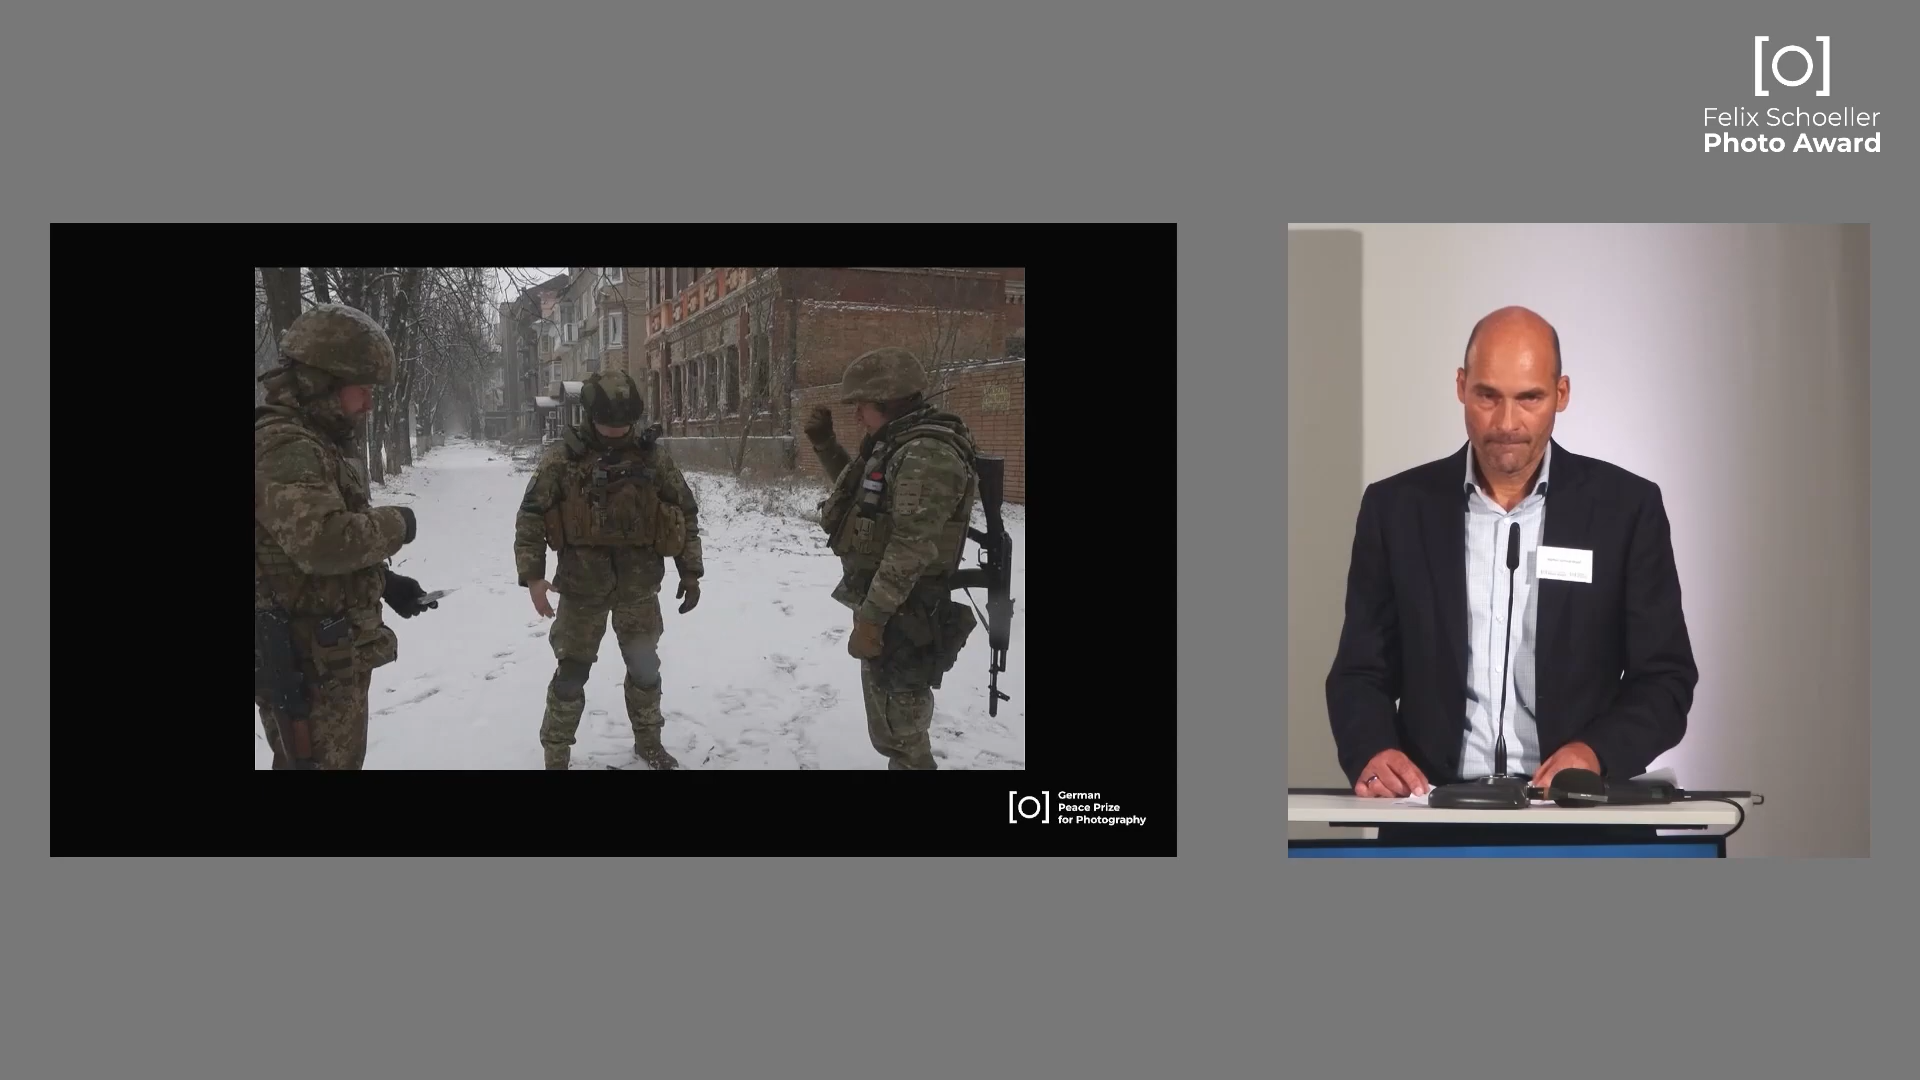 Felix Schoeller
Photo Award
German
Peace Prize
for Photography